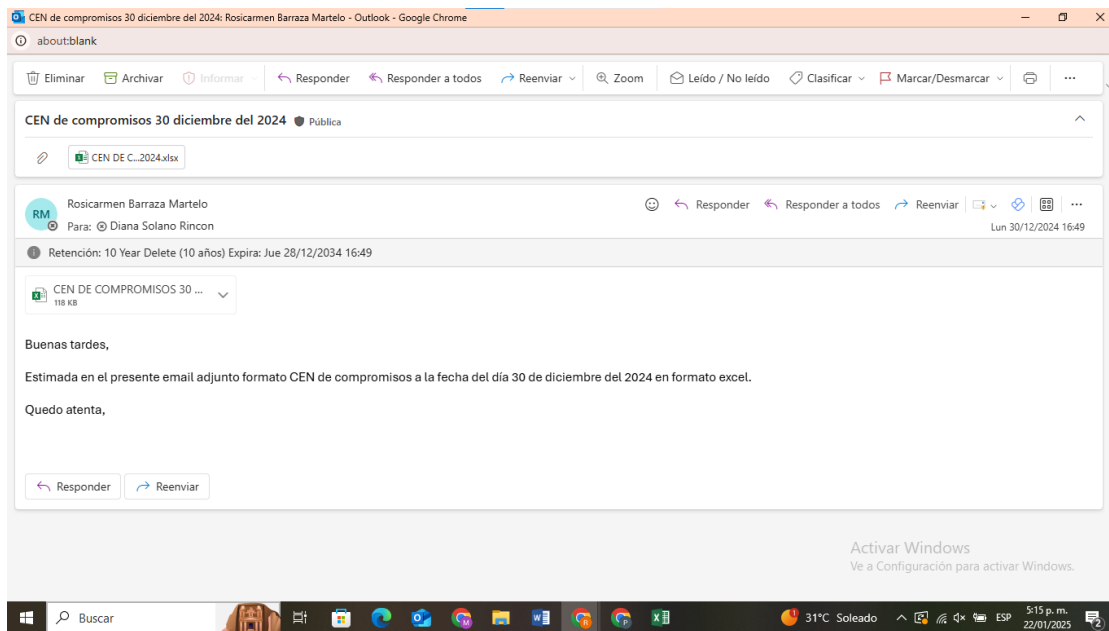 CEN de compromisos 30 diciembre del 2024: Rosicarmen Barraza Martelo - Outlook - Google Chrome
about:blank
Eliminar Archivar Informar Responder Responder a todos Reenviar Zoom Leído / No leído Clasificar Marcar/Desmarcar
CEN de compromisos 30 diciembre del 2024 Pública
CEN DE C...2024.xlsx
RM
Rosicarmen Barraza Martelo
Responder Responder a todos Reenviar
Para: Diana Solano Rincon
Lun 30/12/2024 16:49
Retención: 10 Year Delete (10 años) Expira: Jue 28/12/2034 16:49
CEN DE COMPROMISOS 30 ...
118 KB
Buenas tardes,
Estimada en el presente email adjunto formato CEN de compromisos a la fecha del día 30 de diciembre del 2024 en formato excel.
Quedo atenta,
Responder Reenviar
Activar Windows
Ve a Configuración para activar Windows.
Buscar
31°C Soleado
ESP
5:15 p. m.
22/01/2025